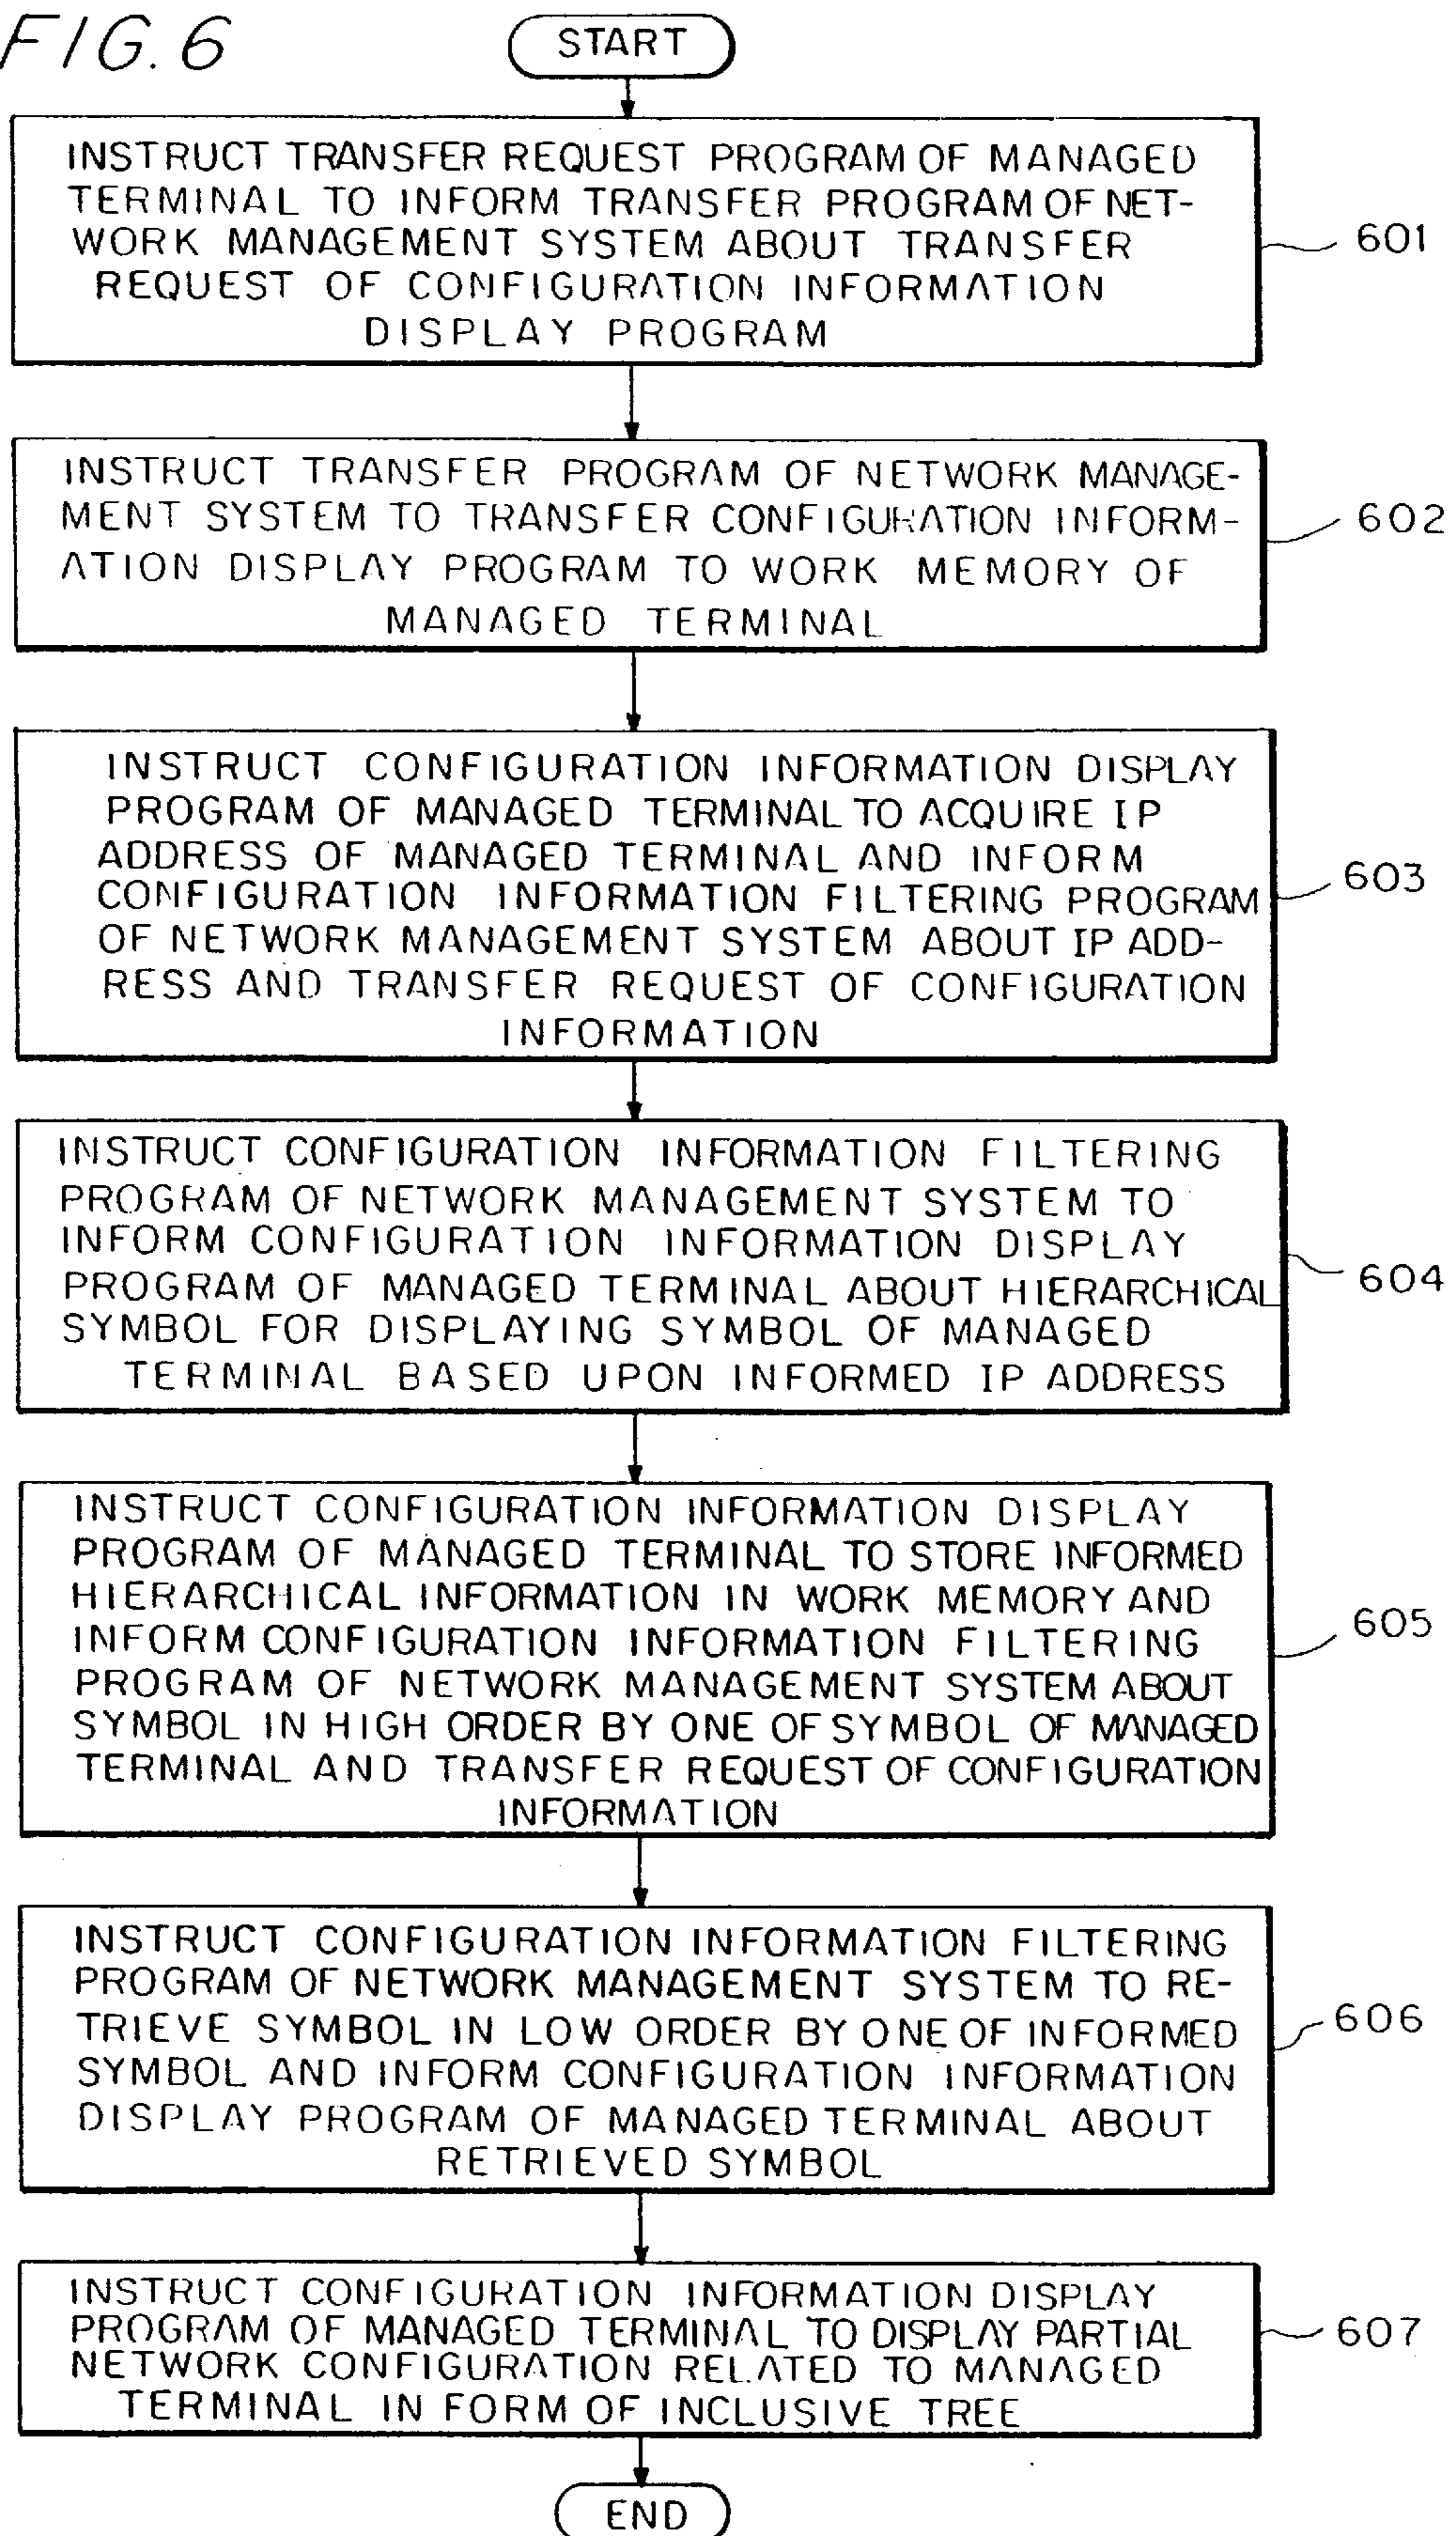 FIG. 6
START
INSTRUCT TRANSFER REQUEST PROGRAM OF MANAGED
TERMINAL TO INFORM TRANSFER PROGRAM OF NET-
WORK MANAGEMENT SYSTEM ABOUT TRANSFER
REQUEST OF CONFIGURATION INFORMATION
DISPLAY PROGRAM
601
INSTRUCT TRANSFER PROGRAM OF NETWORK MANAGE-
MENT SYSTEM TO TRANSFER CONFIGURATION INFORM-
ATION DISPLAY PROGRAM TO WORK MEMORY OF
MANAGED TERMINAL
602
INSTRUCT CONFIGURATION INFORMATION DISPLAY
PROGRAM OF MANAGED TERMINAL TO ACQUIRE IP
ADDRESS OF MANAGED TERMINAL AND INFORM
CONFIGURATION INFORMATION FILTERING PROGRAM
OF NETWORK MANAGEMENT SYSTEM ABOUT IP ADD-
RESS AND TRANSFER REQUEST OF CONFIGURATION
INFORMATION
603
INSTRUCT CONFIGURATION INFORMATION FILTERING
PROGRAM OF NETWORK MANAGEMENT SYSTEM TO
INFORM CONFIGURATION INFORMATION DISPLAY
PROGRAM OF MANAGED TERMINAL ABOUT HIERARCHICAL
SYMBOL FOR DISPLAYING SYMBOL OF MANAGED
TERMINAL BASED UPON INFORMED IP ADDRESS
604
INSTRUCT CONFIGURATION INFORMATION DISPLAY
PROGRAM OF MANAGED TERMINAL TO STORE INFORMED
HIERARCHICAL INFORMATION IN WORK MEMORY AND
INFORM CONFIGURATION INFORMATION FILTERING
PROGRAM OF NETWORK MANAGEMENT SYSTEM ABOUT
SYMBOL IN HIGH ORDER BY ONE OF SYMBOL OF MANAGED
TERMINAL AND TRANSFER REQUEST OF CONFIGURATION
INFORMATION
605
INSTRUCT CONFIGURATION INFORMATION FILTERING
PROGRAM OF NETWORK MANAGEMENT SYSTEM TO RE-
TRIEVE SYMBOL IN LOW ORDER BY ONE OF INFORMED
SYMBOL AND INFORM CONFIGURATION INFORMATION
DISPLAY PROGRAM OF MANAGED TERMINAL ABOUT
RETRIEVED SYMBOL
606
INSTRUCT CONFIGURATION INFORMATION DISPLAY
PROGRAM OF MANAGED TERMINAL TO DISPLAY PARTIAL
NETWORK CONFIGURATION RELATED TO MANAGED
TERMINAL IN FORM OF INCLUSIVE TREE
607
END